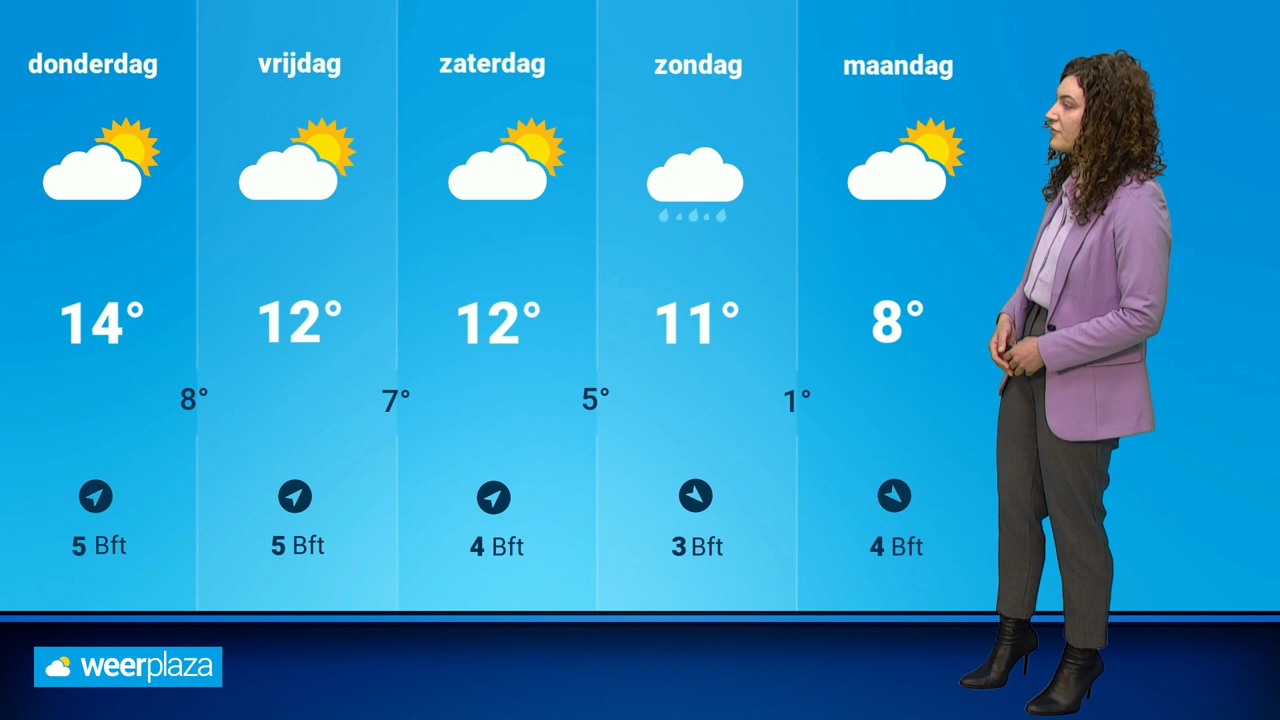 donderdag vrijdag zaterdag zondag maandag
14° 12° 12° 11° 8°
8° 7° 5° 1°
5 Bft 5 Bft 4 Bft 3 Bft 4 Bft
weerplaza